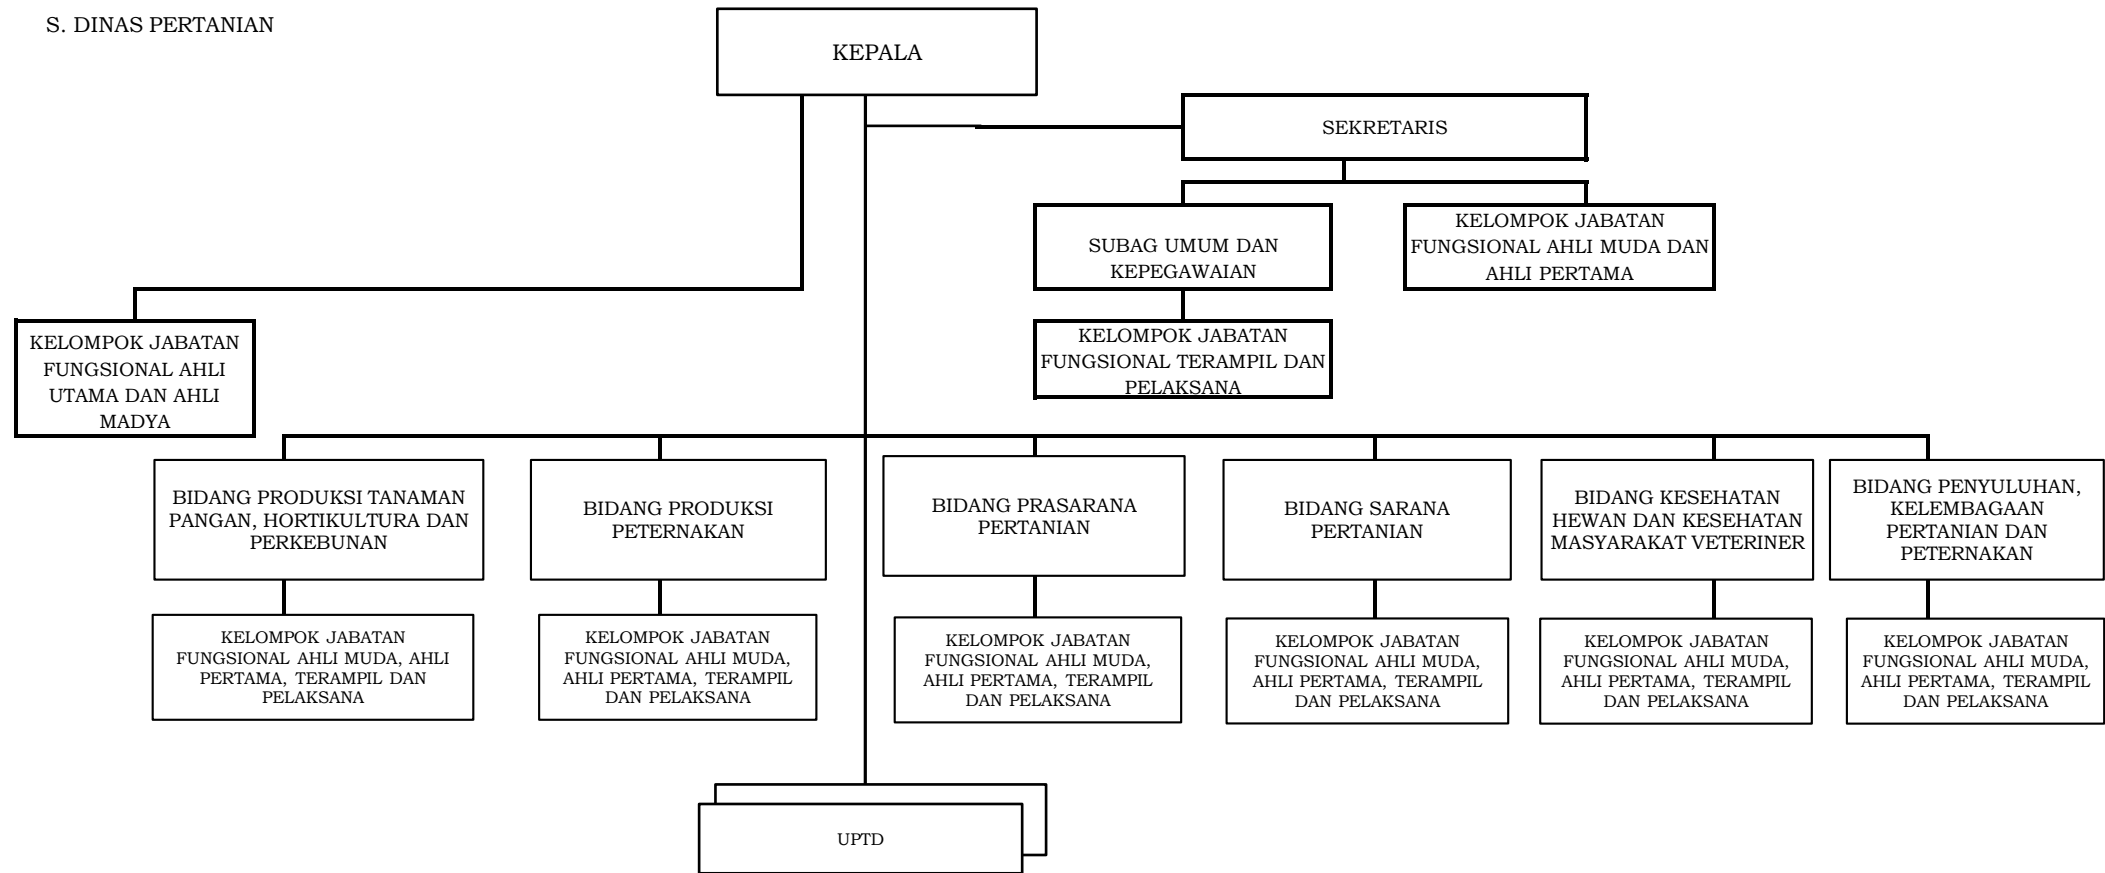 S. DINAS PERTANIAN
KEPALA
SEKRETARIS
SUBAG UMUM DAN
KEPEGAWAIAN
KELOMPOK JABATAN
FUNGSIONAL AHLI MUDA DAN
AHLI PERTAMA
KELOMPOK JABATAN
FUNGSIONAL AHLI
UTAMA DAN AHLI
MADYA
KELOMPOK JABATAN
FUNGSIONAL TERAMPIL DAN
PELAKSANA
BIDANG PRODUKSI TANAMAN
PANGAN, HORTIKULTURA DAN
PERKEBUNAN
BIDANG PRODUKSI
PETERNAKAN
BIDANG PRASARANA
PERTANIAN
BIDANG SARANA
PERTANIAN
BIDANG KESEHATAN
HEWAN DAN KESEHATAN
MASYARAKAT VETERINER
BIDANG PENYULUHAN,
KELEMBAGAAN
PERTANIAN DAN
PETERNAKAN
KELOMPOK JABATAN
FUNGSIONAL AHLI MUDA, AHLI
PERTAMA, TERAMPIL DAN
PELAKSANA
KELOMPOK JABATAN
FUNGSIONAL AHLI MUDA,
AHLI PERTAMA, TERAMPIL
DAN PELAKSANA
KELOMPOK JABATAN
FUNGSIONAL AHLI MUDA,
AHLI PERTAMA, TERAMPIL
DAN PELAKSANA
KELOMPOK JABATAN
FUNGSIONAL AHLI MUDA,
AHLI PERTAMA, TERAMPIL
DAN PELAKSANA
KELOMPOK JABATAN
FUNGSIONAL AHLI MUDA,
AHLI PERTAMA, TERAMPIL
DAN PELAKSANA
KELOMPOK JABATAN
FUNGSIONAL AHLI MUDA,
AHLI PERTAMA, TERAMPIL
DAN PELAKSANA
UPTD